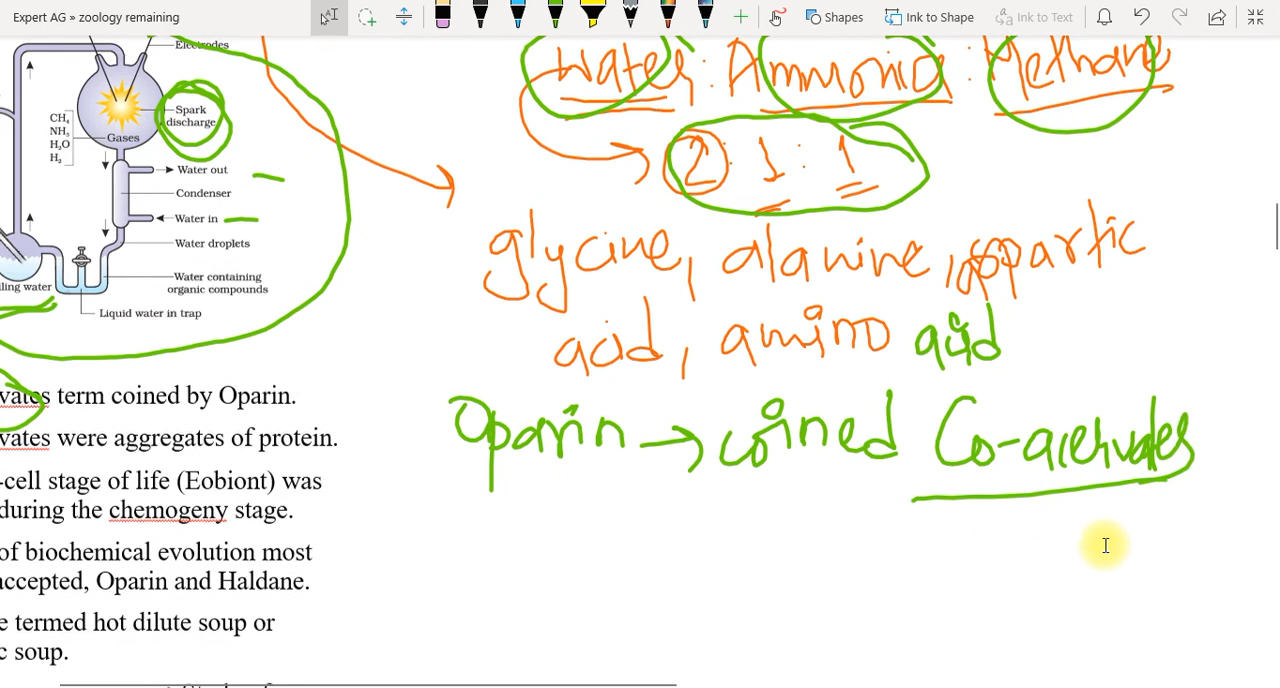 Expert AG » zoology remaining
Shapes
Ink to Shape
Ink to Text
Electrodes
Spark
discharge
CH₄
NH₃
H₂O
H₂
Gases
Water out
Condenser
Water in
Water droplets
Water containing
organic compounds
ling water
Liquid water in trap
Water : Ammonia : Methane
2 : 1 : 1
glycine, alanine, aspartic
acid, amino acid
Oparin → coined Co-acervates
vates term coined by Oparin.
vates were aggregates of protein.
-cell stage of life (Eobiont) was
during the chemogeny stage.
of biochemical evolution most
accepted, Oparin and Haldane.
e termed hot dilute soup or
c soup.